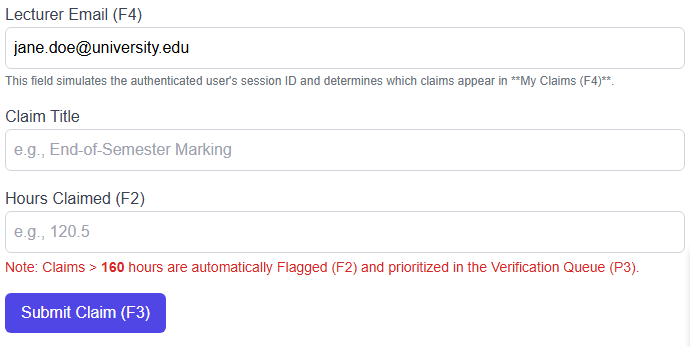 Lecturer Email (F4)
jane.doe@university.edu
This field simulates the authenticated user's session ID and determines which claims appear in **My Claims (F4)**.
Claim Title
e.g., End-of-Semester Marking
Hours Claimed (F2)
e.g., 120.5
Note: Claims > 160 hours are automatically Flagged (F2) and prioritized in the Verification Queue (P3).
Submit Claim (F3)